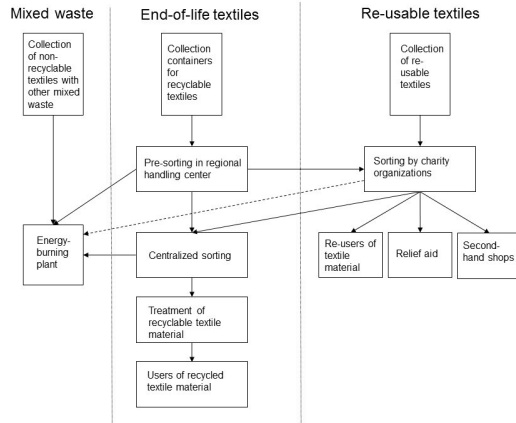 Mixed waste
End-of-life textiles
Re-usable textiles
Collection
of non-
recyclable
textiles with
other mixed
waste
Collection
containers
for
recyclable
textiles
Collection
of re-
usable
textiles
Pre-sorting in regional
handling center
Sorting by charity
organizations
Energy-
burning
plant
Centralized sorting
Re-users of
textile
material
Relief aid
Second-
hand shops
Treatment of
recyclable textile
material
Users of recycled
textile material